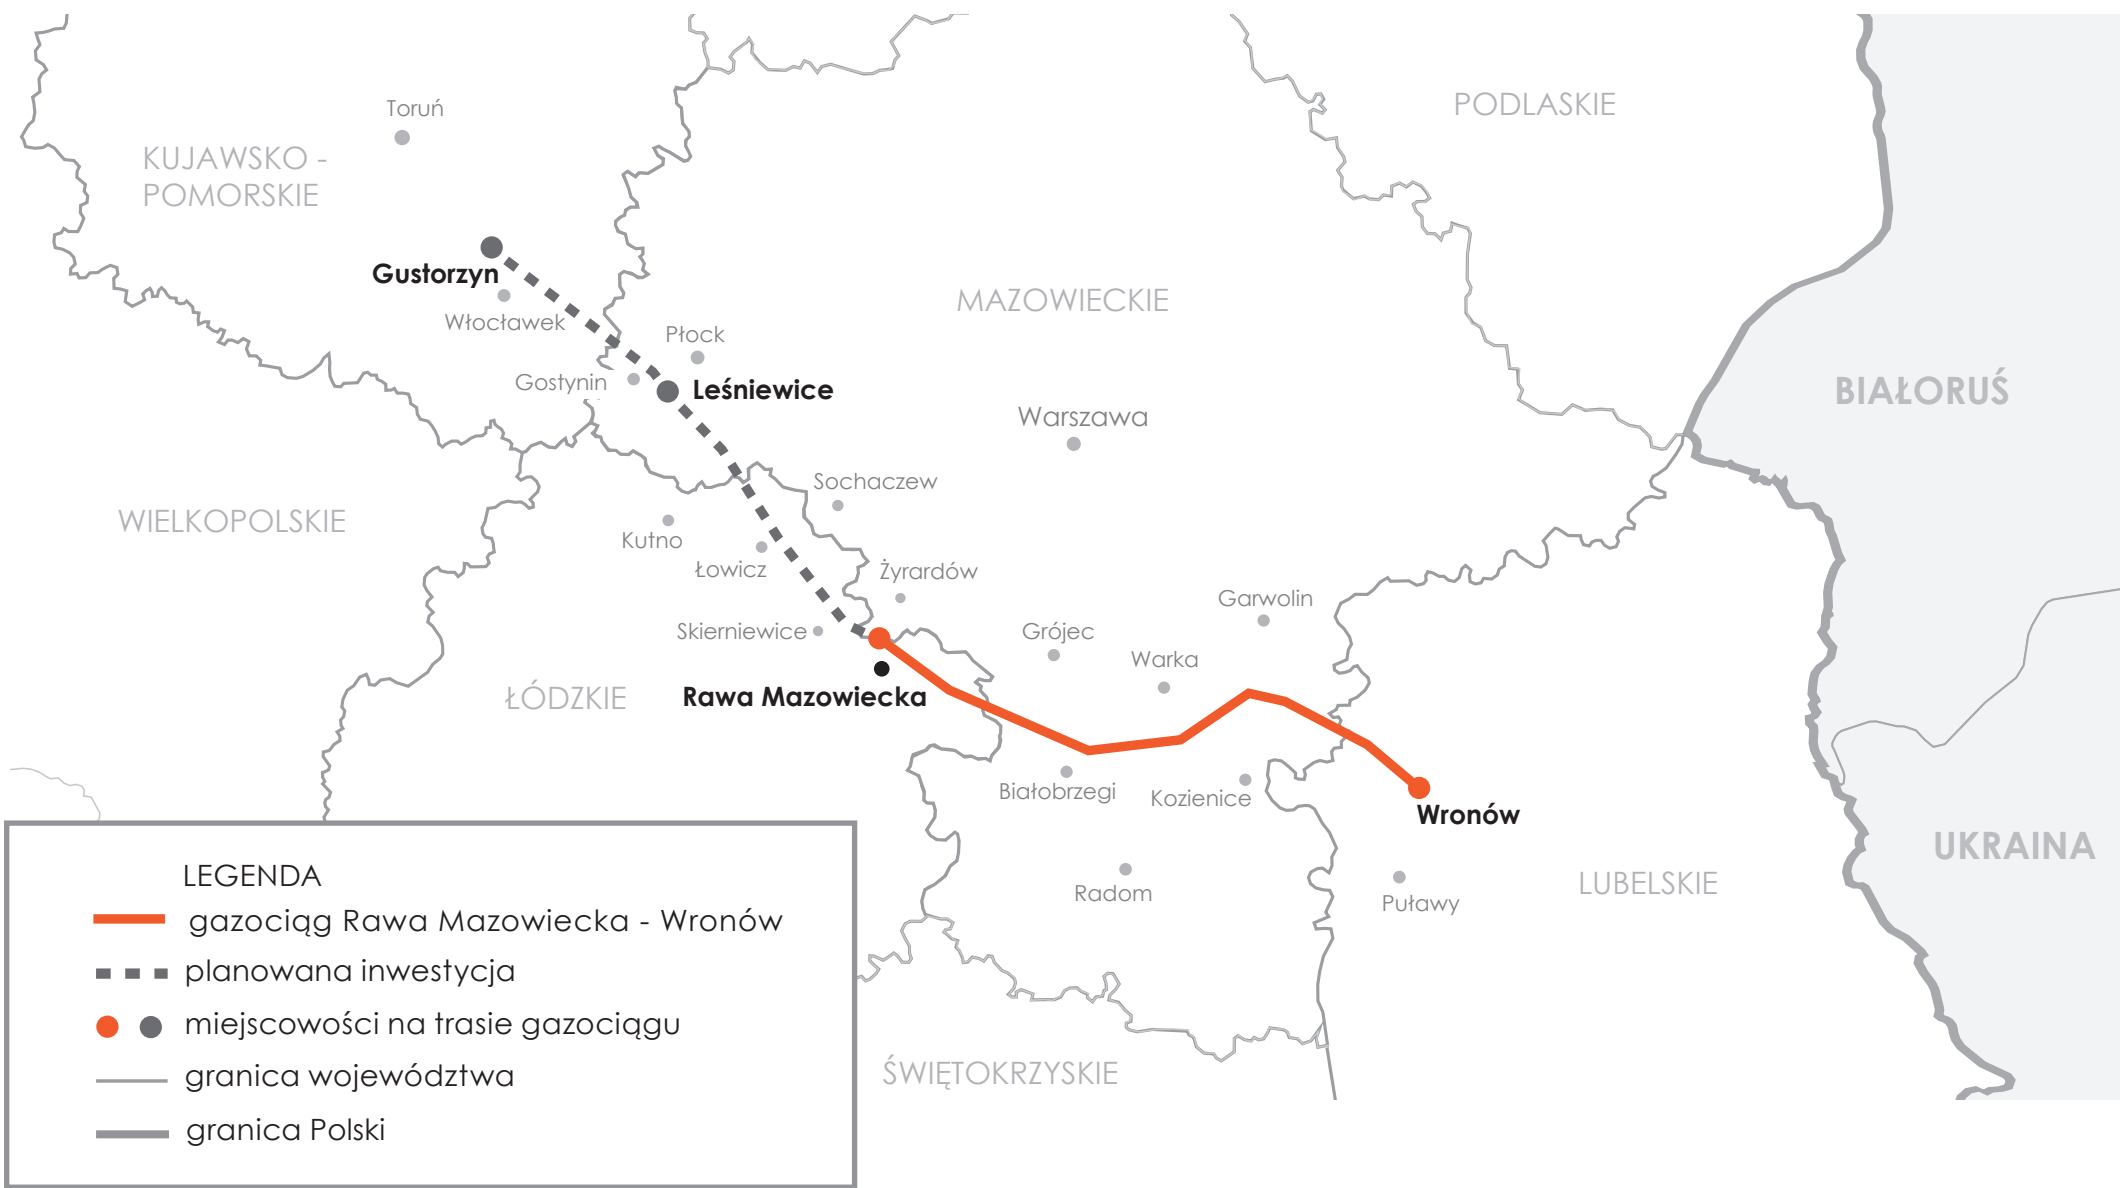 Toruń
PODLASKIE
KUJAWSKO -
POMORSKIE
Gustorzyn
MAZOWIECKIE
Włocławek
Płock
Gostynin
Leśniewice
BIAŁORUŚ
Warszawa
Sochaczew
WIELKOPOLSKIE
Kutno
Łowicz
Żyrardów
Garwolin
Skierniewice
Grójec
Warka
ŁÓDZKIE
Rawa Mazowiecka
Białobrzegi
Kozienice
Wronów
UKRAINA
Radom
LUBELSKIE
Puławy
ŚWIĘTOKRZYSKIE
LEGENDA
gazociąg Rawa Mazowiecka - Wronów
planowana inwestycja
miejscowości na trasie gazociągu
granica województwa
granica Polski